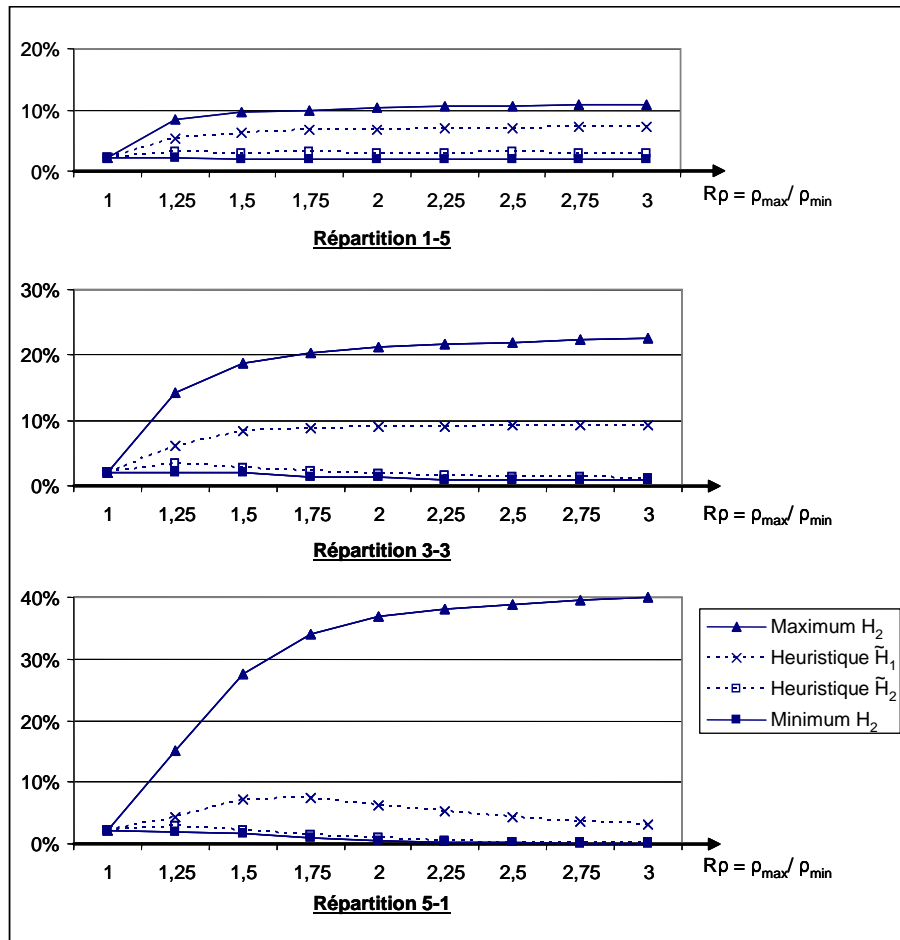 20%
10%
0%
1 1,25 1,5 1,75 2 2,25 2,5 2,75 3
Rρ = ρmax/ ρmin
Répartition 1-5
30%
20%
10%
0%
1 1,25 1,5 1,75 2 2,25 2,5 2,75 3
Rρ = ρmax/ ρmin
Répartition 3-3
40%
30%
20%
10%
0%
1 1,25 1,5 1,75 2 2,25 2,5 2,75 3
Rρ = ρmax/ ρmin
Répartition 5-1
Maximum H₂
Heuristique H̃₁
Heuristique H̃₂
Minimum H₂